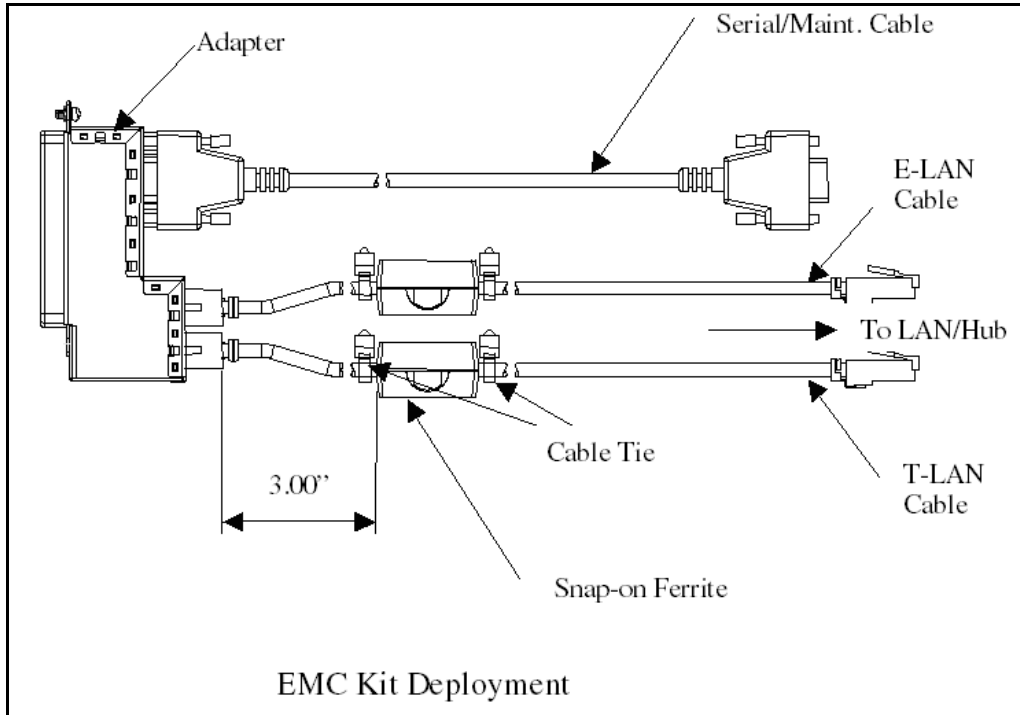 Serial/Maint. Cable
Adapter
E-LAN
Cable
To LAN/Hub
Cable Tie
T-LAN
Cable
3.00”
Snap-on Ferrite
EMC Kit Deployment